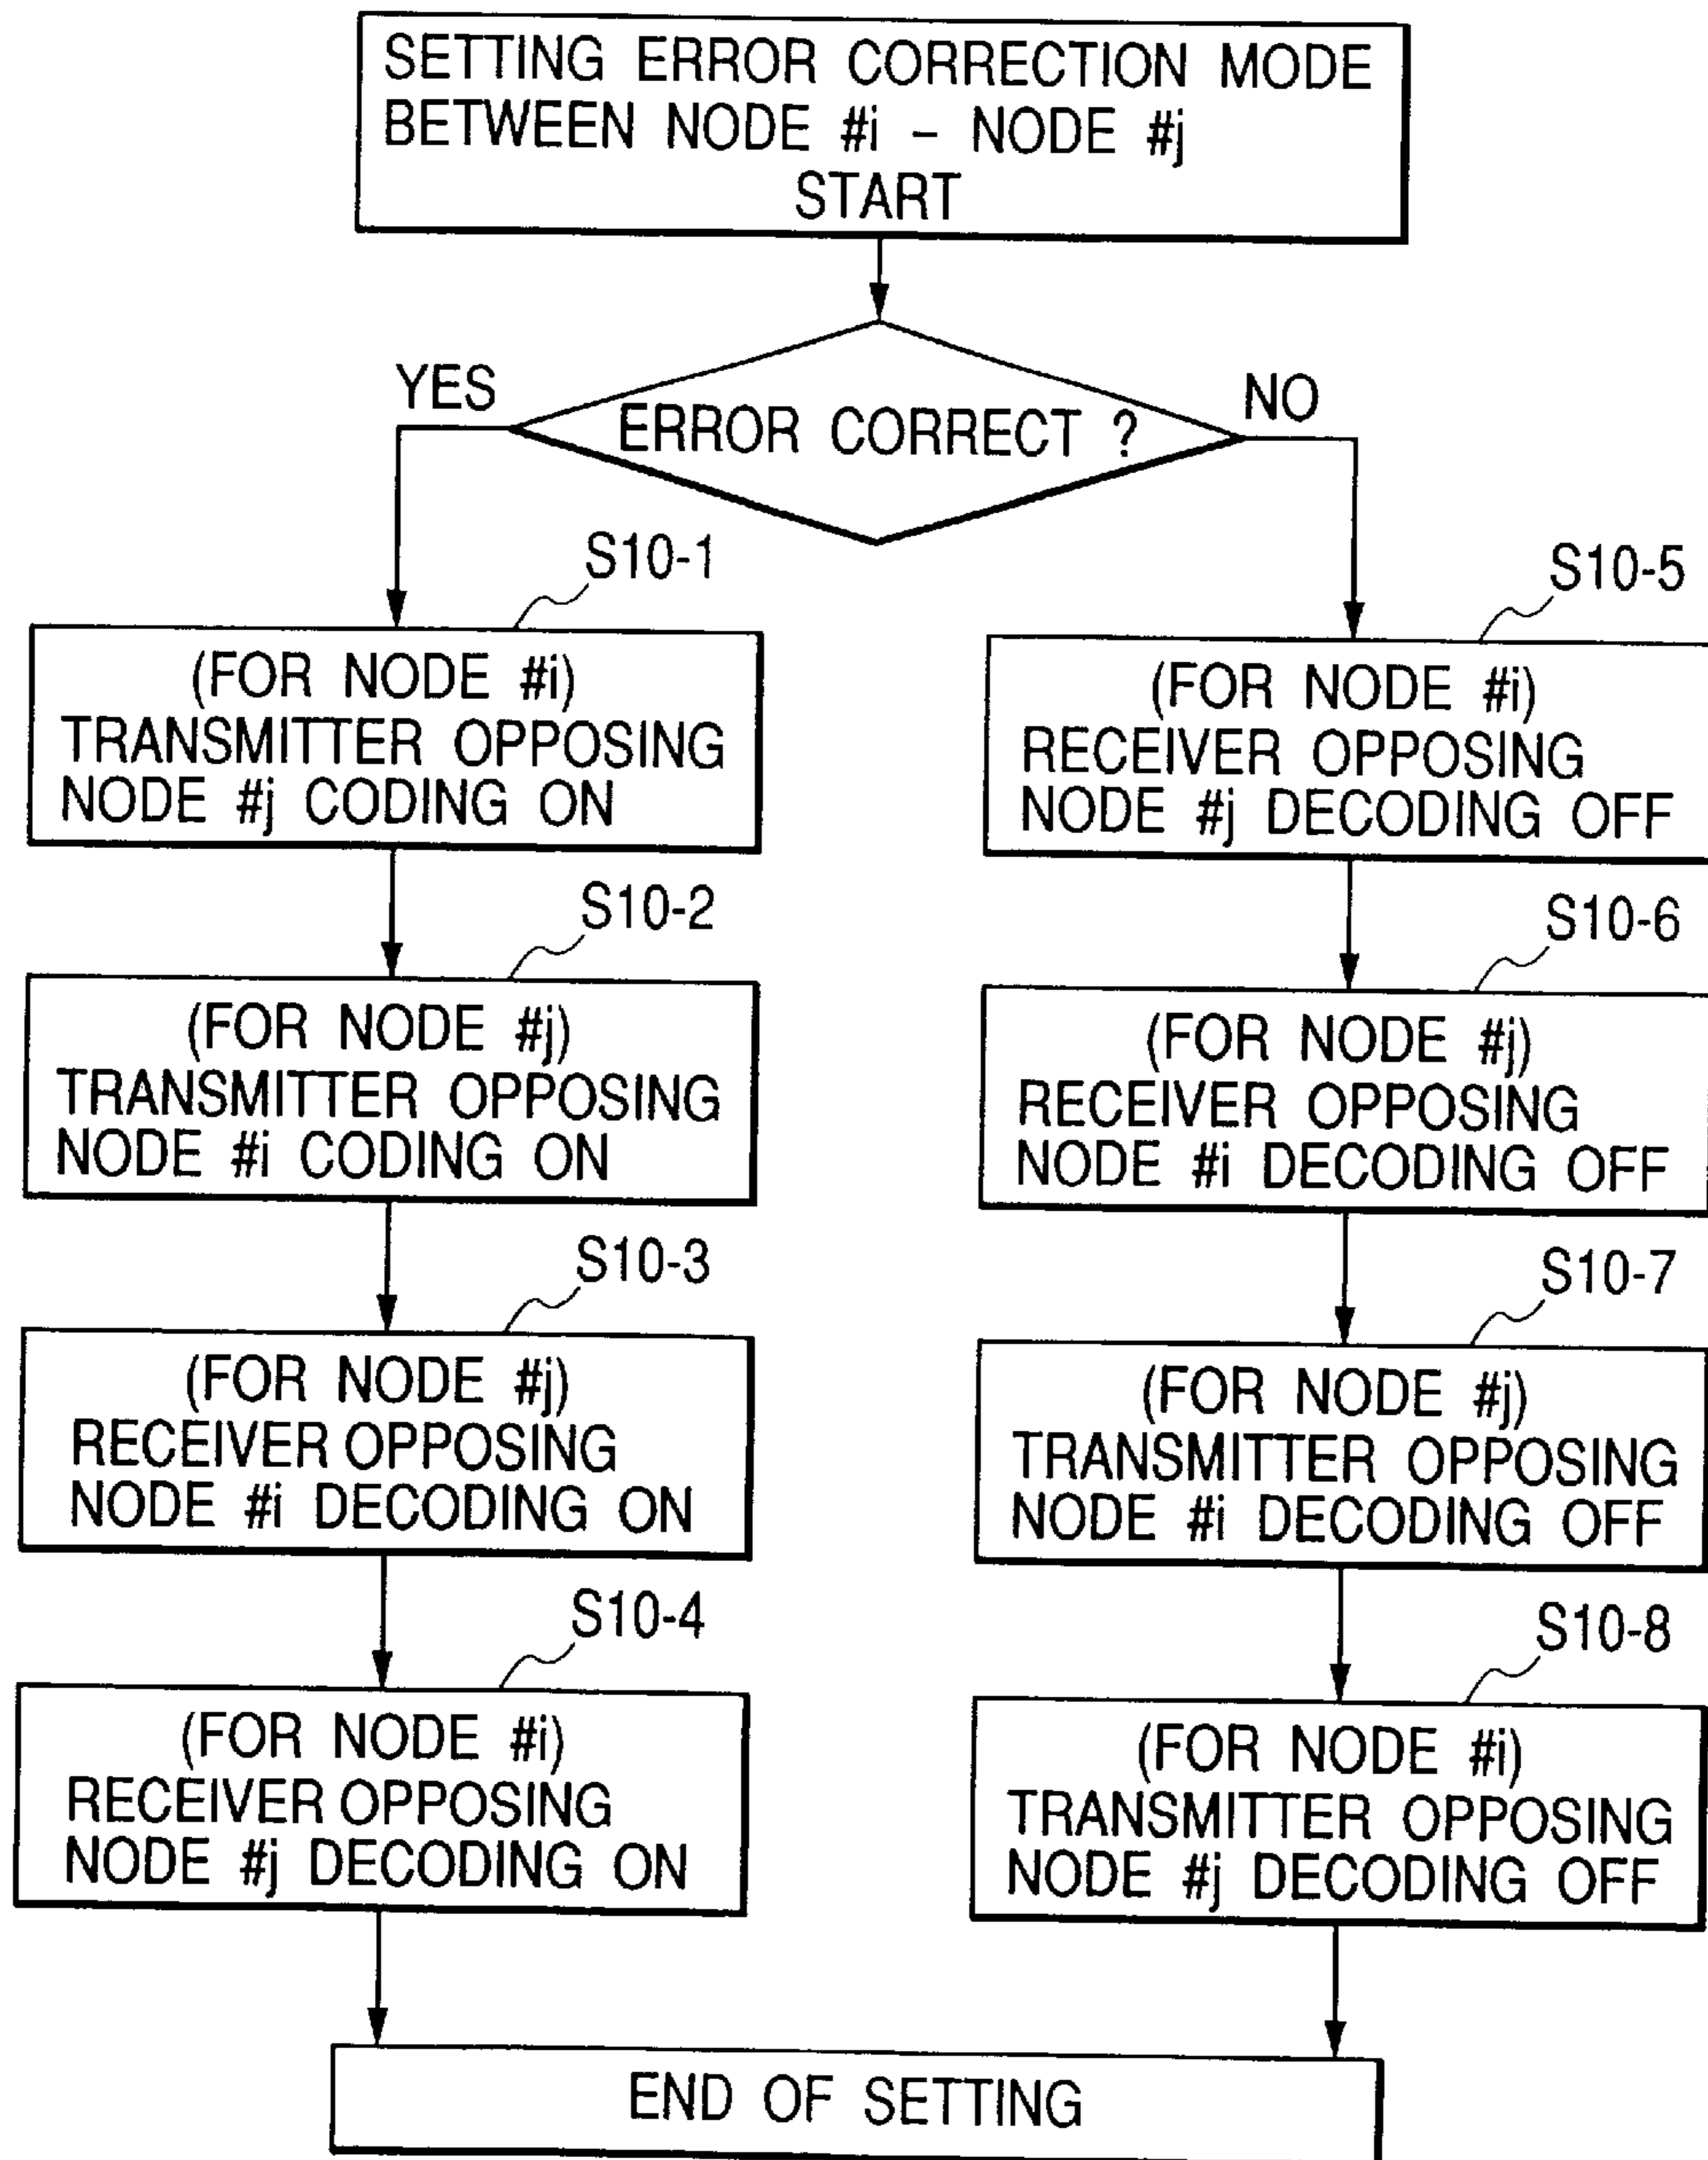 SETTING ERROR CORRECTION MODE
BETWEEN NODE #i – NODE #j
START
ERROR CORRECT ?
YES
NO
S10-1
(FOR NODE #i)
TRANSMITTER OPPOSING
NODE #j CODING ON
S10-2
(FOR NODE #j)
TRANSMITTER OPPOSING
NODE #i CODING ON
S10-3
(FOR NODE #j)
RECEIVER OPPOSING
NODE #i DECODING ON
S10-4
(FOR NODE #i)
RECEIVER OPPOSING
NODE #j DECODING ON
S10-5
(FOR NODE #i)
RECEIVER OPPOSING
NODE #j DECODING OFF
S10-6
(FOR NODE #j)
RECEIVER OPPOSING
NODE #i DECODING OFF
S10-7
(FOR NODE #j)
TRANSMITTER OPPOSING
NODE #i DECODING OFF
S10-8
(FOR NODE #i)
TRANSMITTER OPPOSING
NODE #j DECODING OFF
END OF SETTING